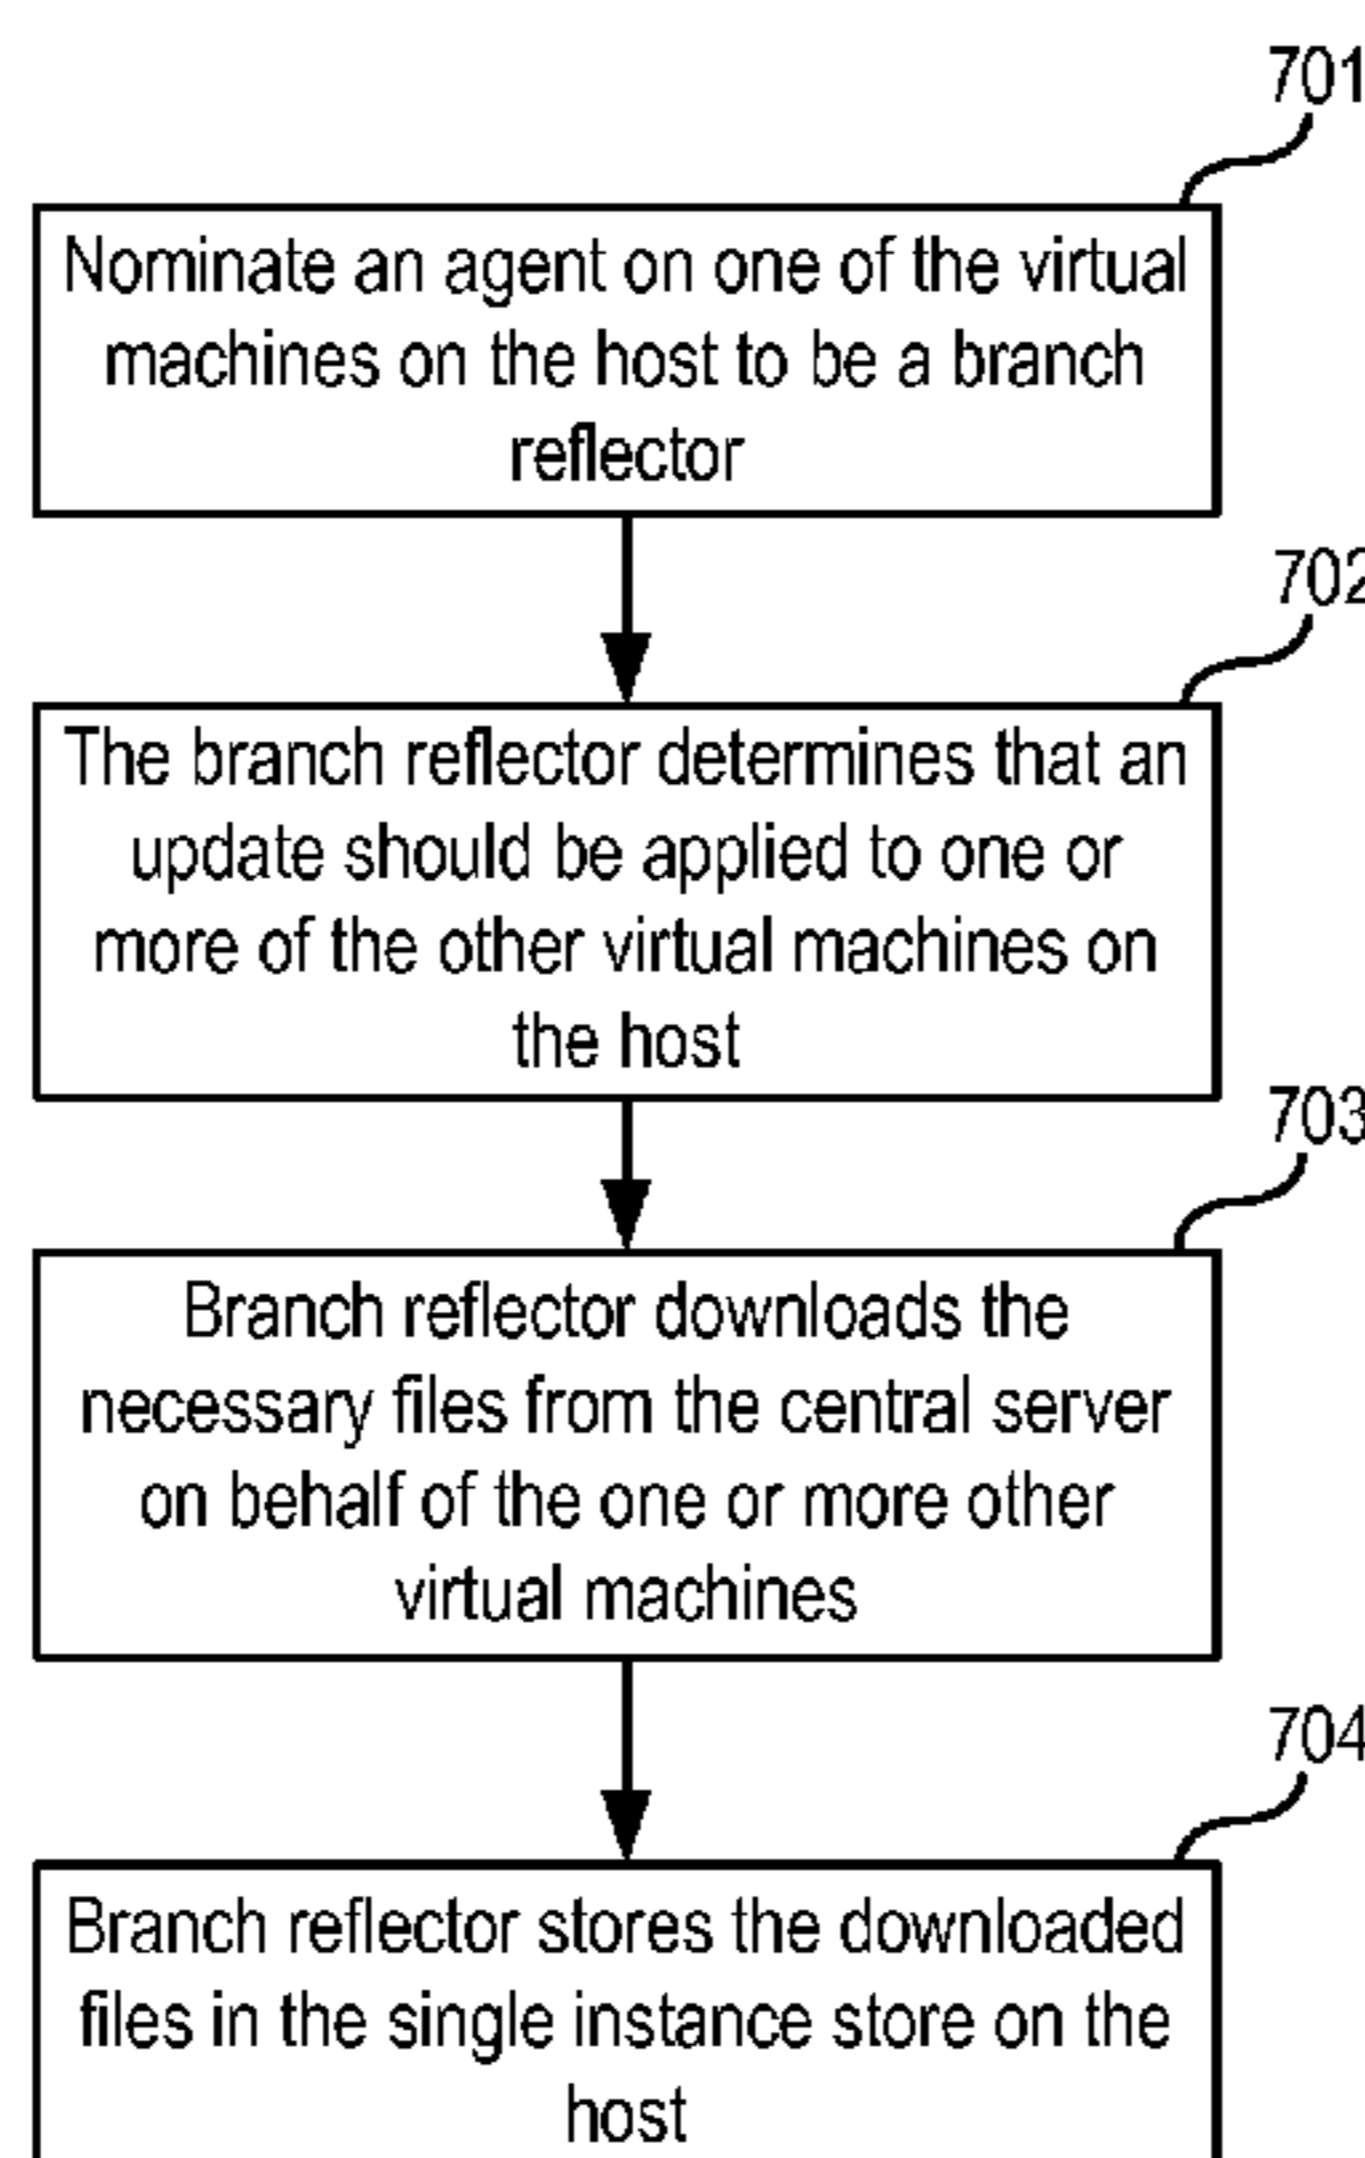 701
Nominate an agent on one of the virtual
machines on the host to be a branch
reflector
702
The branch reflector determines that an
update should be applied to one or
more of the other virtual machines on
the host
703
Branch reflector downloads the
necessary files from the central server
on behalf of the one or more other
virtual machines
704
Branch reflector stores the downloaded
files in the single instance store on the
host